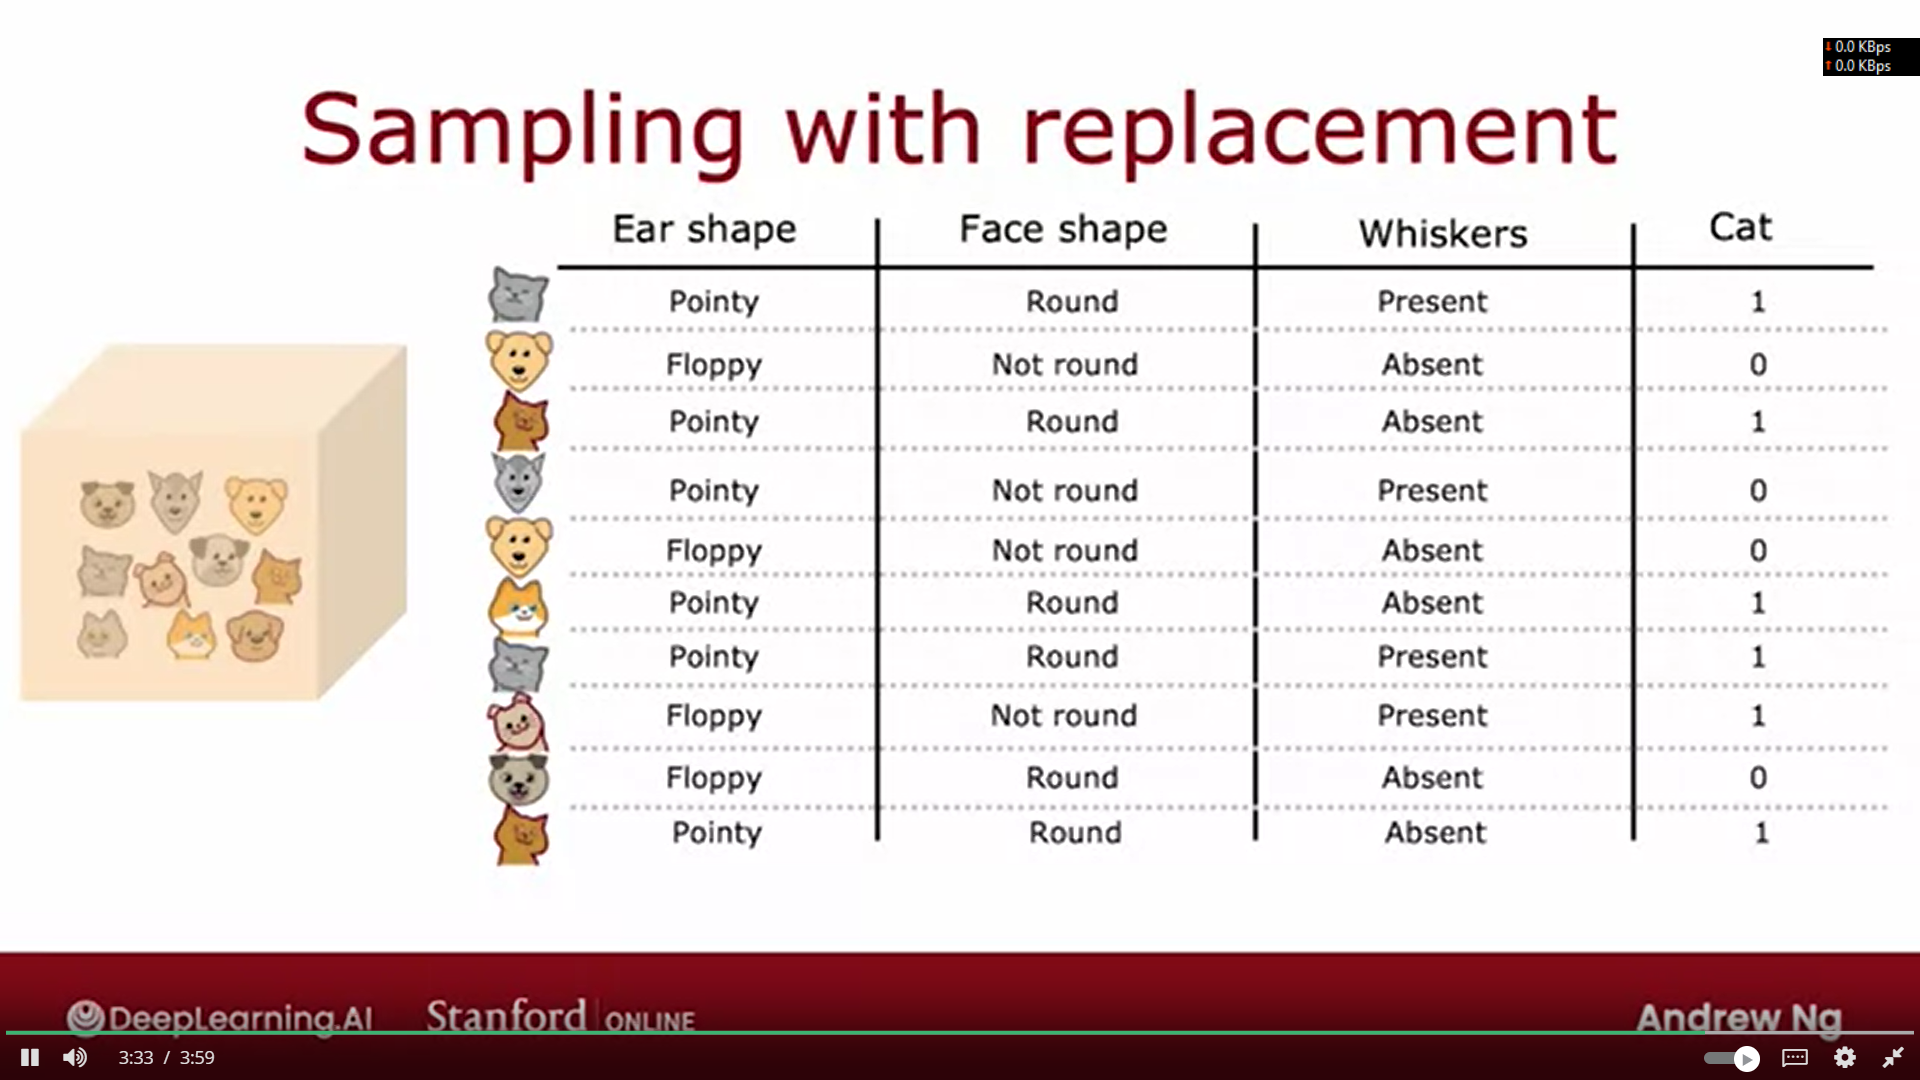 0.0 KBps
0.0 KBps
Sampling with replacement
Ear shape Face shape Whiskers Cat
Pointy Round Present 1
Floppy Not round Absent 0
Pointy Round Absent 1
Pointy Not round Present 0
Floppy Not round Absent 0
Pointy Round Absent 1
Pointy Round Present 1
Floppy Not round Present 1
Floppy Round Absent 0
Pointy Round Absent 1
DeepLearning.AI Stanford ONLINE Andrew Ng
3:33 / 3:59